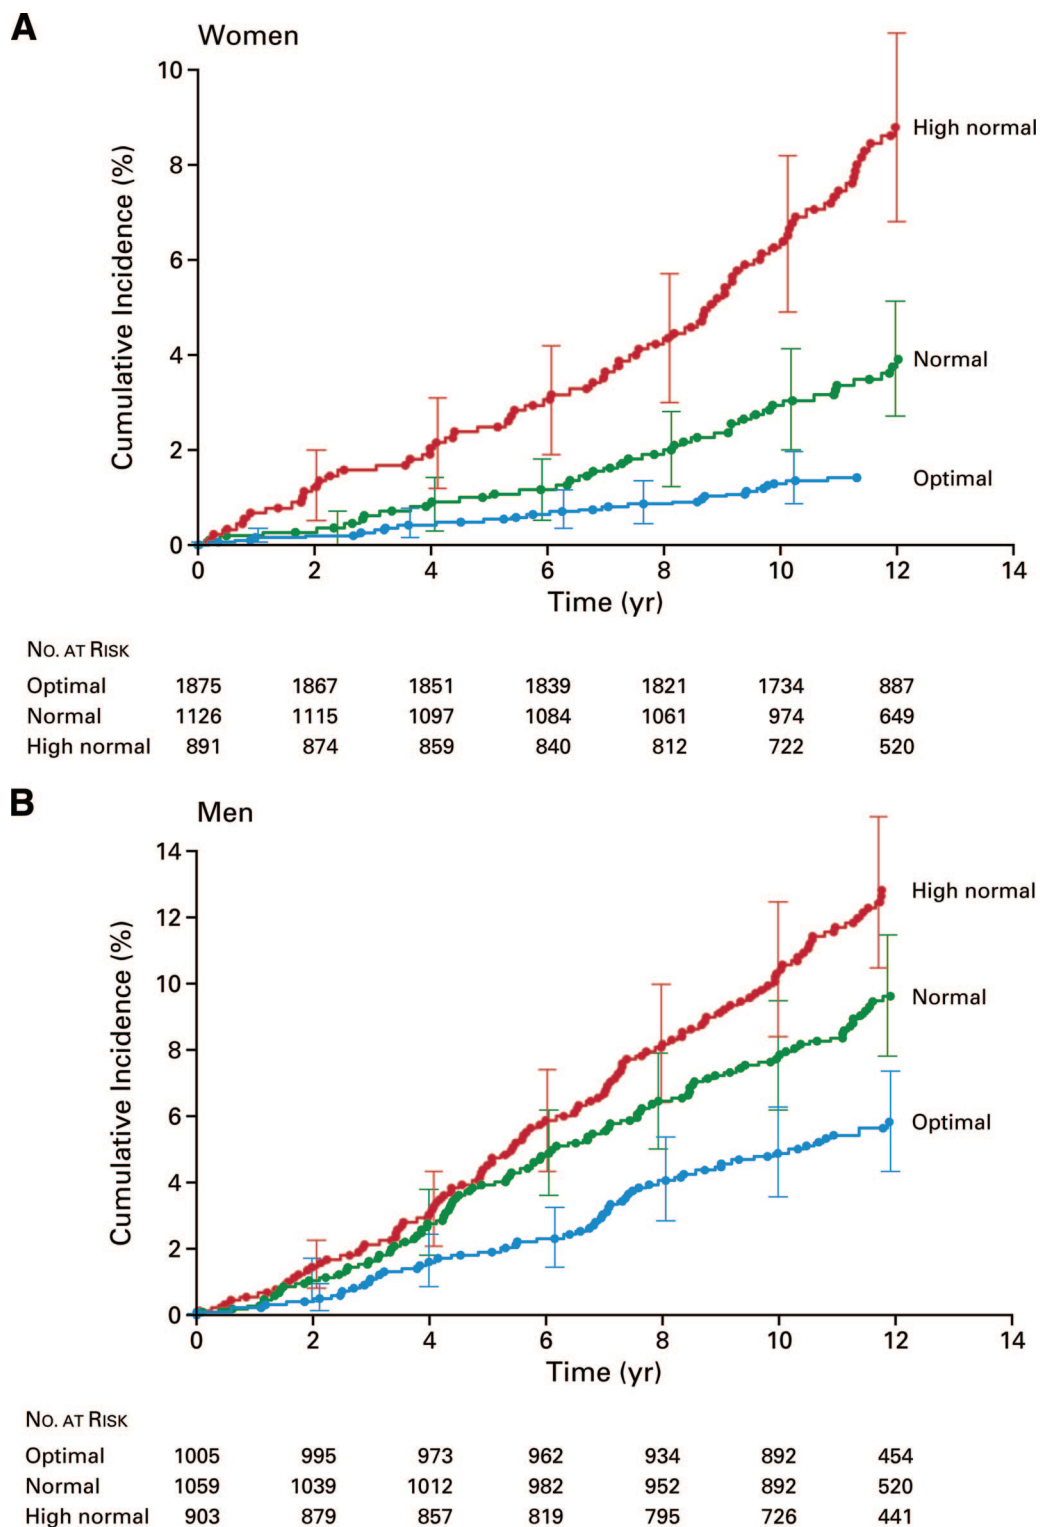 A
Women
10
8
6
4
2
0
Cumulative Incidence (%)
High normal
Normal
Optimal
0 2 4 6 8 10 12 14
Time (yr)
NO. AT RISK
Optimal 1875 1867 1851 1839 1821 1734 887
Normal 1126 1115 1097 1084 1061 974 649
High normal 891 874 859 840 812 722 520
B
Men
14
12
10
8
6
4
2
0
Cumulative Incidence (%)
High normal
Normal
Optimal
0 2 4 6 8 10 12 14
Time (yr)
NO. AT RISK
Optimal 1005 995 973 962 934 892 454
Normal 1059 1039 1012 982 952 892 520
High normal 903 879 857 819 795 726 441